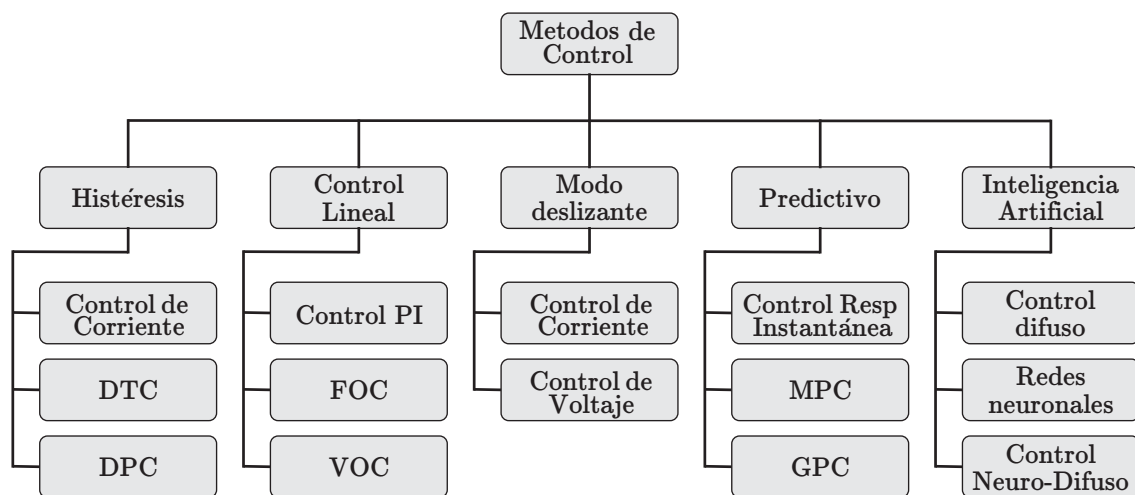 Metodos de
Control
Histéresis
Control
Lineal
Modo
deslizante
Predictivo
Inteligencia
Artificial
Control de
Corriente
Control PI
Control de
Corriente
Control Resp
Instantánea
Control
difuso
DTC
FOC
Control de
Voltaje
MPC
Redes
neuronales
DPC
VOC
GPC
Control
Neuro-Difuso